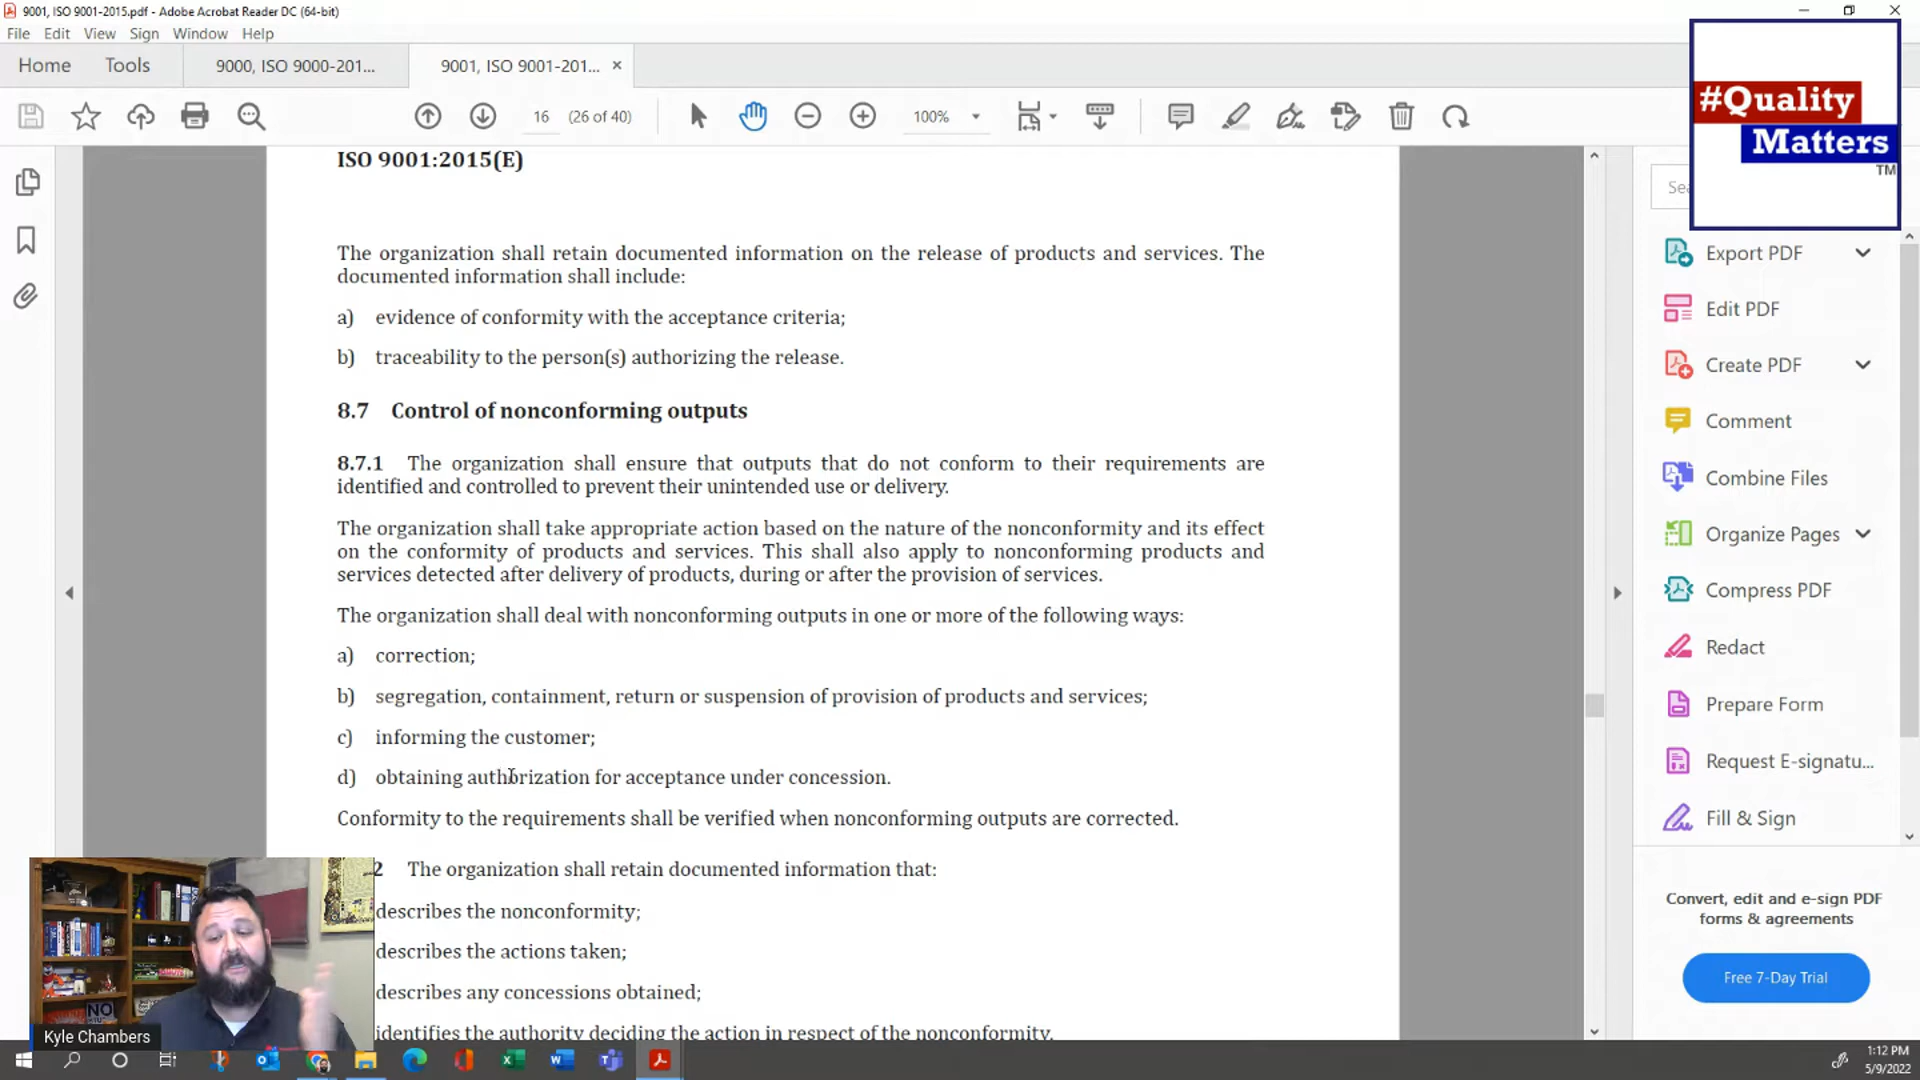 9001, ISO 9001-2015.pdf - Adobe Acrobat Reader DC (64-bit)
File Edit View Sign Window Help
Home Tools 9000, ISO 9000-201... 9001, ISO 9001-201... ×
16 (26 of 40) 100%
#Quality
Matters
TM
Sea
ISO 9001:2015(E)
The organization shall retain documented information on the release of products and services. The
documented information shall include:
a) evidence of conformity with the acceptance criteria;
b) traceability to the person(s) authorizing the release.
8.7 Control of nonconforming outputs
8.7.1 The organization shall ensure that outputs that do not conform to their requirements are
identified and controlled to prevent their unintended use or delivery.
The organization shall take appropriate action based on the nature of the nonconformity and its effect
on the conformity of products and services. This shall also apply to nonconforming products and
services detected after delivery of products, during or after the provision of services.
The organization shall deal with nonconforming outputs in one or more of the following ways:
a) correction;
b) segregation, containment, return or suspension of provision of products and services;
c) informing the customer;
d) obtaining authorization for acceptance under concession.
Conformity to the requirements shall be verified when nonconforming outputs are corrected.
2 The organization shall retain documented information that:
describes the nonconformity;
describes the actions taken;
describes any concessions obtained;
identifies the authority deciding the action in respect of the nonconformity.
Export PDF
Edit PDF
Create PDF
Comment
Combine Files
Organize Pages
Compress PDF
Redact
Prepare Form
Request E-signatu...
Fill & Sign
Convert, edit and e-sign PDF
forms & agreements
Free 7-Day Trial
NO
Kyle Chambers
1:12 PM
5/9/2022